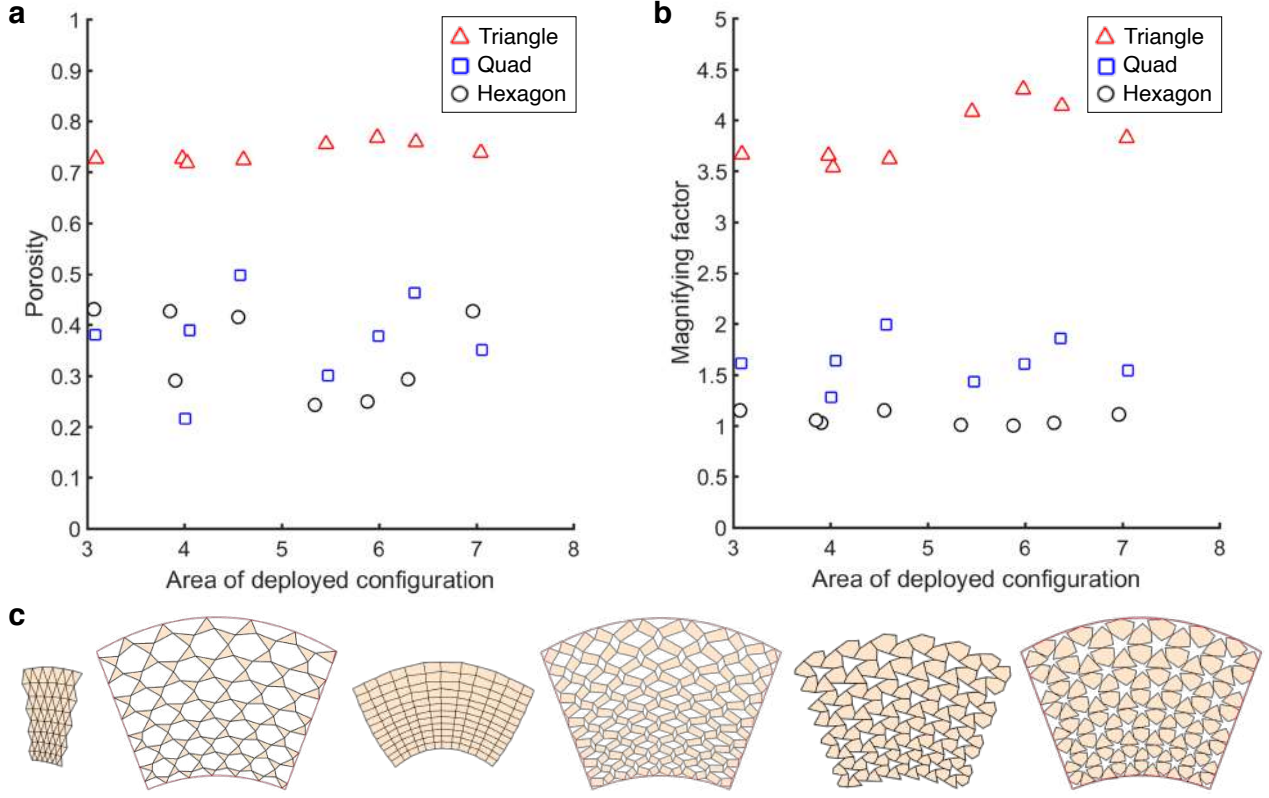 a
1
0.9
0.8
0.7
0.6
0.5
0.4
0.3
0.2
0.1
0
Porosity
3 4 5 6 7 8
Area of deployed configuration
Triangle
Quad
Hexagon
b
5
4.5
4
3.5
3
2.5
2
1.5
1
0.5
0
Magnifying factor
3 4 5 6 7 8
Area of deployed configuration
Triangle
Quad
Hexagon
c